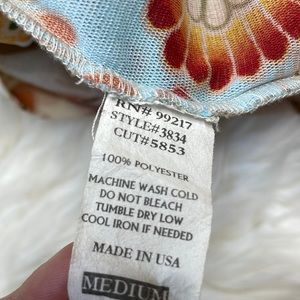 RN# 99217
STYLE#3834
CUT#5853
100% POLYESTER
MACHINE WASH COLD
DO NOT BLEACH
TUMBLE DRY LOW
COOL IRON IF NEEDED
MADE IN USA
MEDIUM